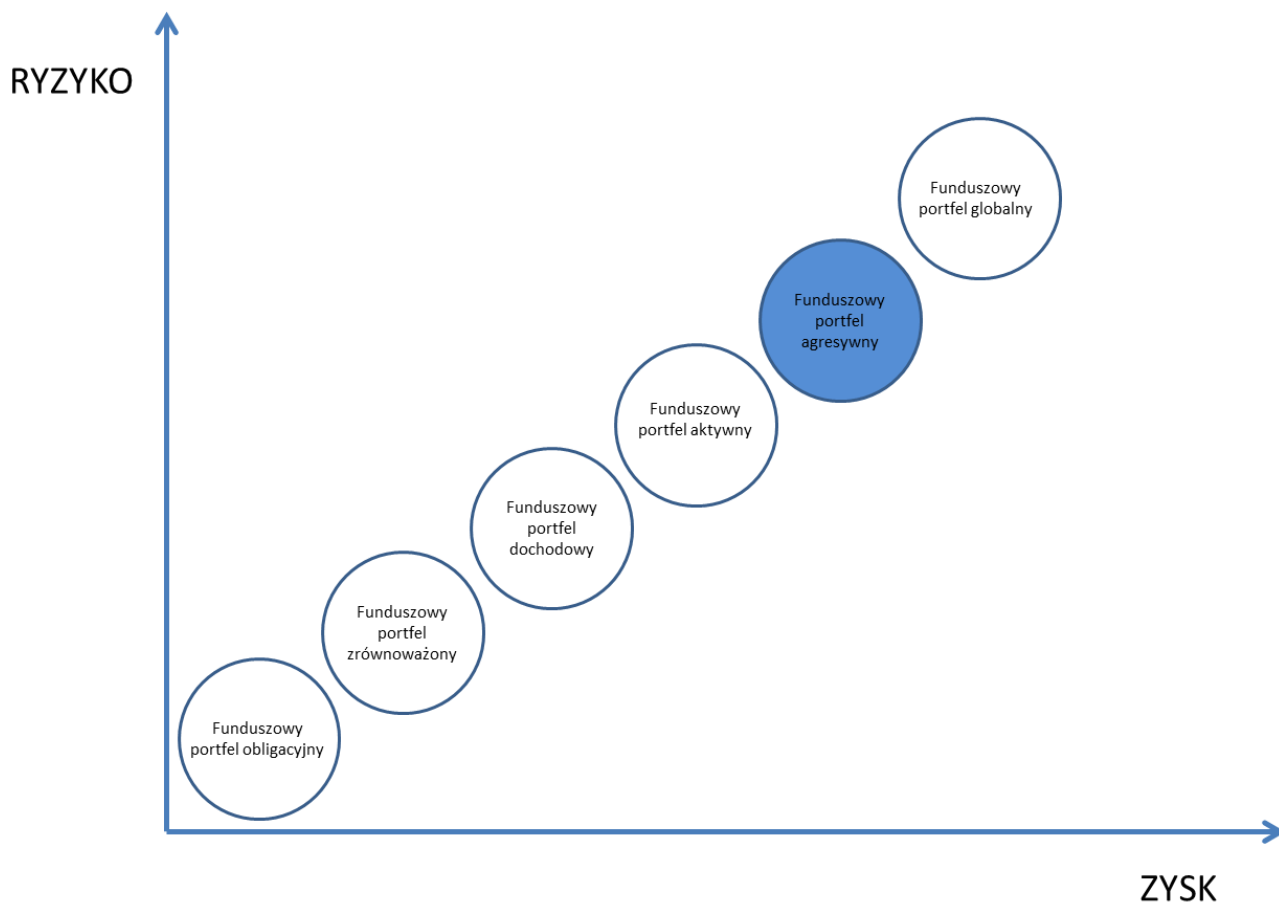 RYZYKO
Funduszowy
portfel globalny
Funduszowy
portfel
agresywny
Funduszowy
portfel aktywny
Funduszowy
portfel
dochodowy
Funduszowy
portfel
zrównoważony
Funduszowy
portfel obligacyjny
ZYSK